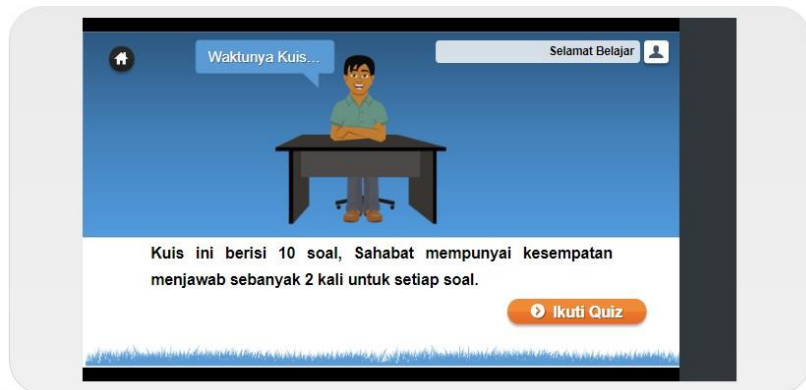 Waktunya Kuis...
Selamat Belajar
Kuis ini berisi 10 soal, Sahabat mempunyai kesempatan
menjawab sebanyak 2 kali untuk setiap soal.
Ikuti Quiz